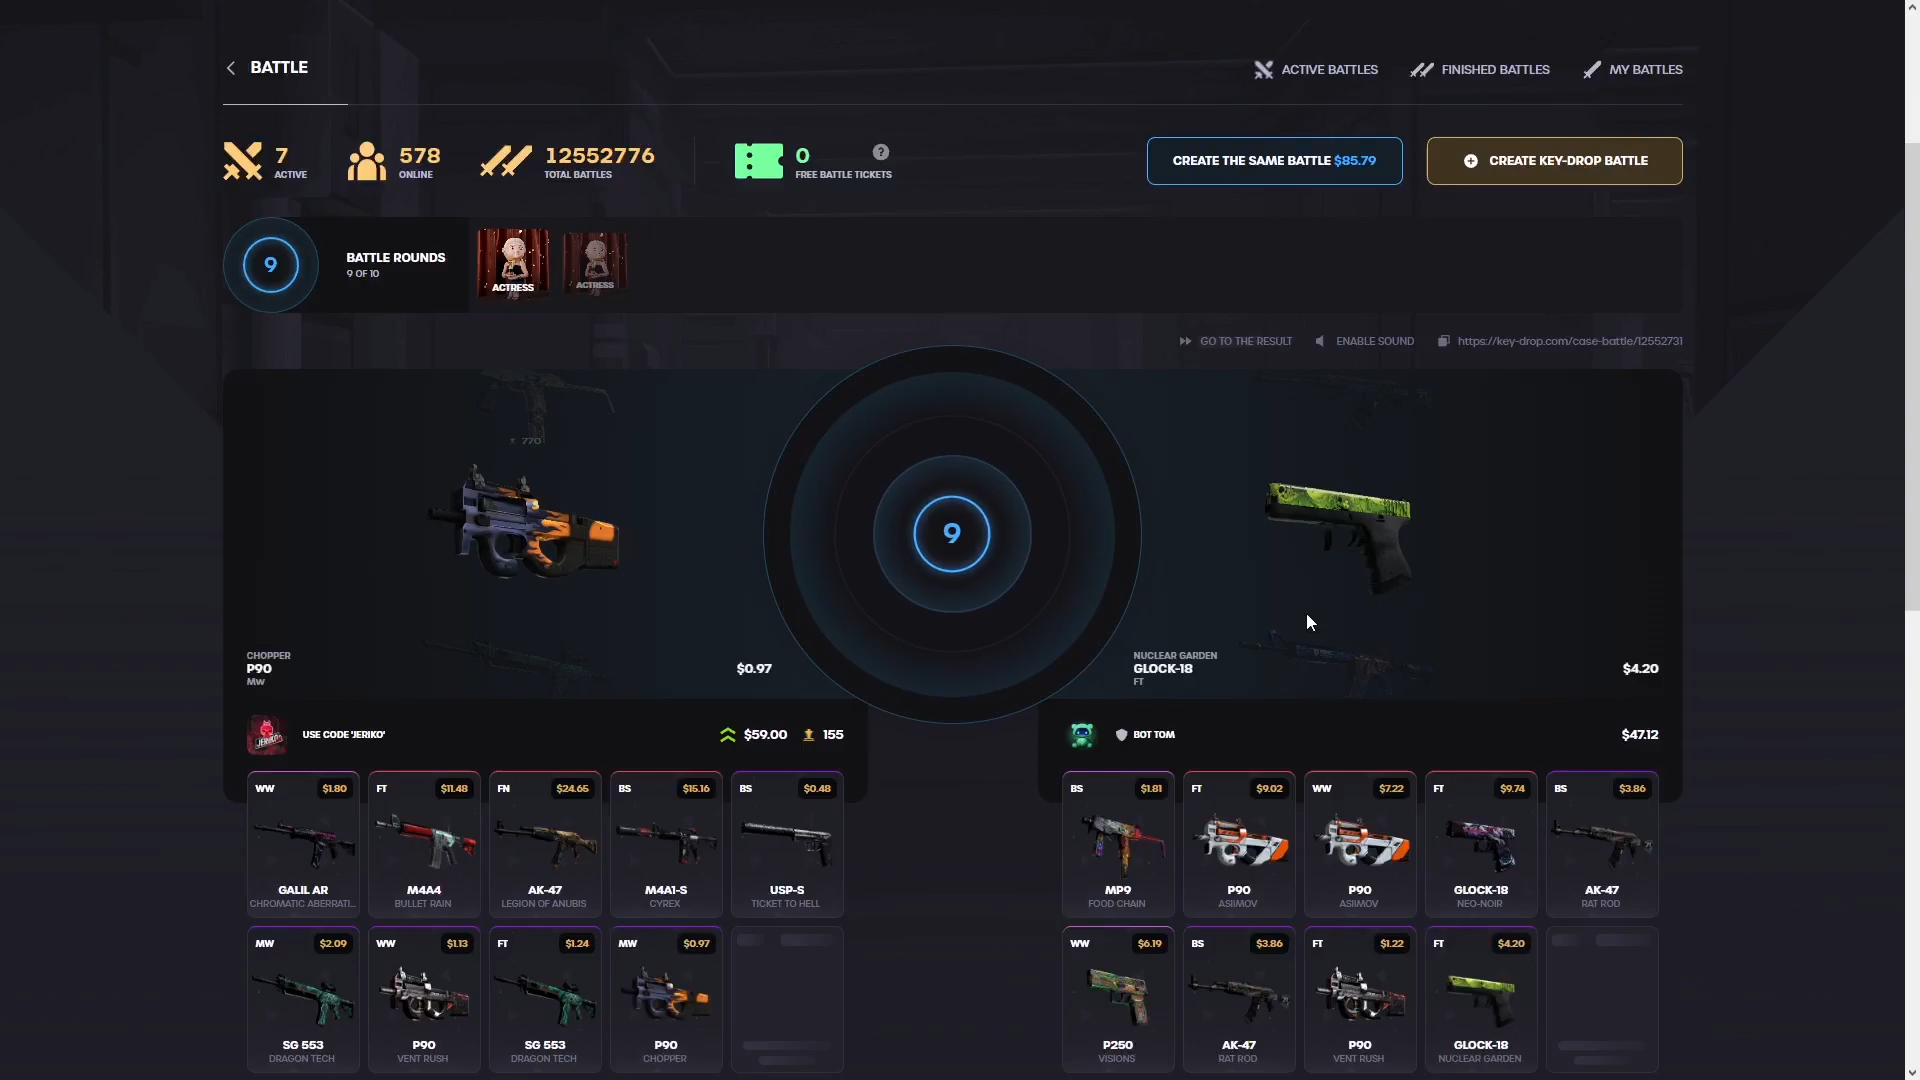 BATTLE
ACTIVE BATTLES
FINISHED BATTLES
MY BATTLES
7
ACTIVE
578
ONLINE
12552776
TOTAL BATTLES
0
?
FREE BATTLE TICKETS
CREATE THE SAME BATTLE $85.79
CREATE KEY-DROP BATTLE
9
BATTLE ROUNDS
9 OF 10
ACTRESS
ACTRESS
GO TO THE RESULT
ENABLE SOUND
https://key-drop.com/case-battle/12552731
770
9
CHOPPER
P90
MW
$0.97
NUCLEAR GARDEN
GLOCK-18
FT
$4.20
JERIKO
USE CODE 'JERIKO'
$59.00
155
BOT TOM
$47.12
WW $1.80
FT $11.48
FN $24.65
BS $15.16
BS $0.48
BS $1.81
FT $9.02
WW $7.22
FT $9.74
BS $3.86
GALIL AR
M4A4
AK-47
M4A1-S
USP-S
MP9
P90
P90
GLOCK-18
AK-47
CHROMATIC ABERRATI...
BULLET RAIN
LEGION OF ANUBIS
CYREX
TICKET TO HELL
FOOD CHAIN
ASIIMOV
ASIIMOV
NEO-NOIR
RAT ROD
MW $2.09
WW $1.13
FT $1.24
MW $0.97
WW $6.19
BS $3.86
FT $1.22
FT $4.20
SG 553
P90
SG 553
P90
P250
AK-47
P90
GLOCK-18
DRAGON TECH
VENT RUSH
DRAGON TECH
CHOPPER
VISIONS
RAT ROD
VENT RUSH
NUCLEAR GARDEN